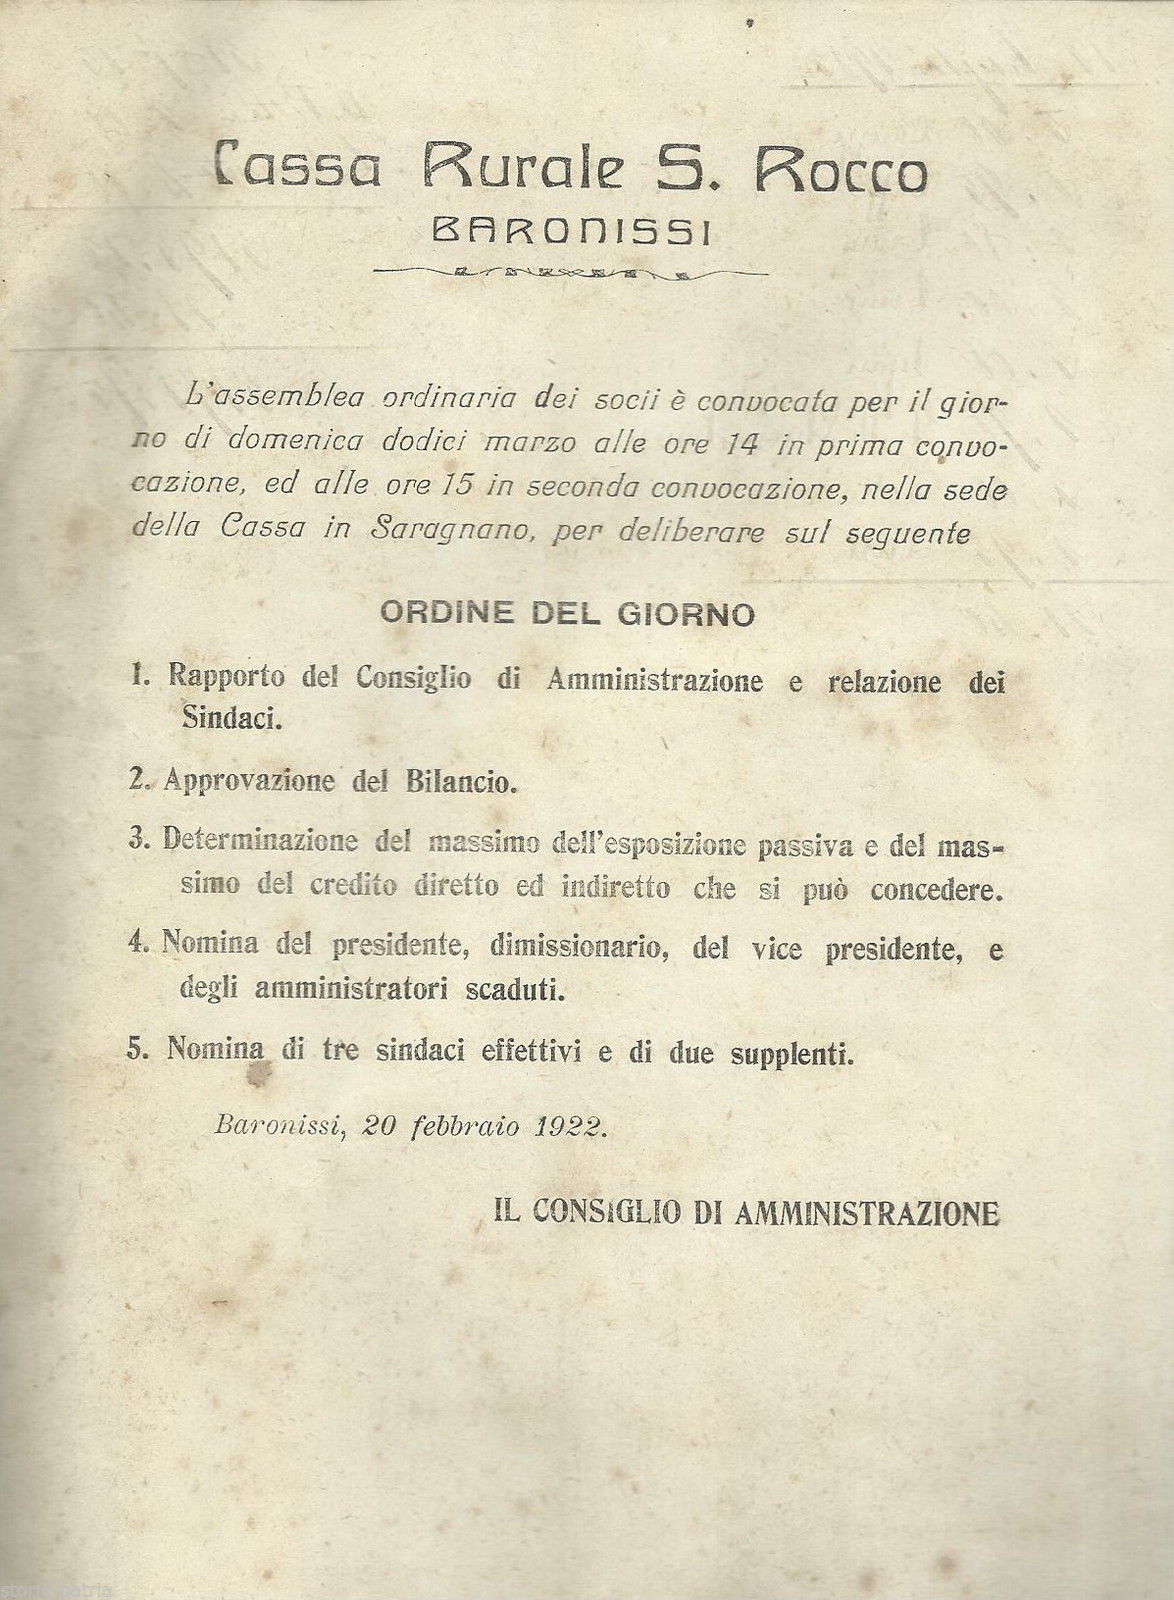 Cassa Rurale S. Rocco
BARONISSI
L'assemblea ordinaria dei socii è convocata per il gior-
no di domenica dodici marzo alle ore 14 in prima convo-
cazione, ed alle ore 15 in seconda convocazione, nella sede
della Cassa in Saragnano, per deliberare sul seguente
ORDINE DEL GIORNO
1. Rapporto del Consiglio di Amministrazione e relazione dei
Sindaci.
2. Approvazione del Bilancio.
3. Determinazione del massimo dell'esposizione passiva e del mas-
simo del credito diretto ed indiretto che si può concedere.
4. Nomina del presidente, dimissionario, del vice presidente, e
degli amministratori scaduti.
5. Nomina di tre sindaci effettivi e di due supplenti.
Baronissi, 20 febbraio 1922.
IL CONSIGLIO DI AMMINISTRAZIONE
storia_patria